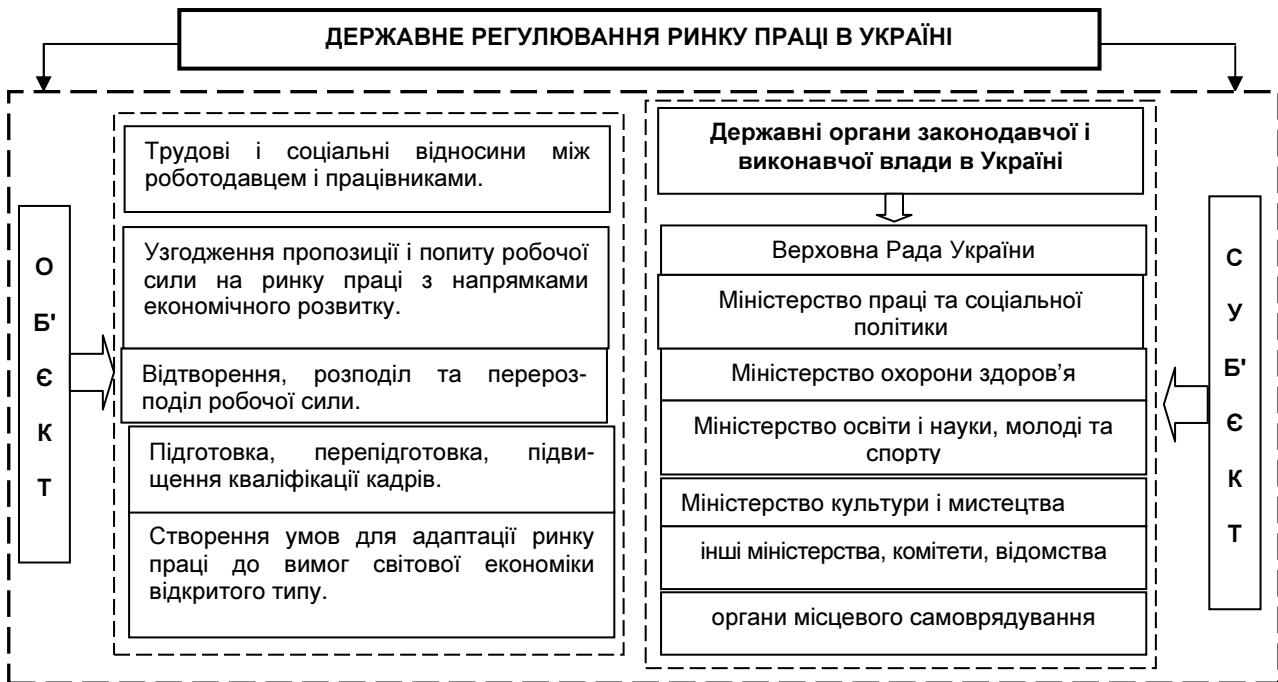 ДЕРЖАВНЕ РЕГУЛЮВАННЯ РИНКУ ПРАЦІ В УКРАЇНІ
О
Б'
Є
К
Т
Трудові і соціальні відносини між
роботодавцем і працівниками.
Узгодження пропозиції і попиту робочої
сили на ринку праці з напрямками
економічного розвитку.
Відтворення, розподіл та перероз-
поділ робочої сили.
Підготовка, перепідготовка, підви-
щення кваліфікації кадрів.
Створення умов для адаптації ринку
праці до вимог світової економіки
відкритого типу.
Державні органи законодавчої і
виконавчої влади в Україні
Верховна Рада України
Міністерство праці та соціальної
політики
Міністерство охорони здоров’я
Міністерство освіти і науки, молоді та
спорту
Міністерство культури і мистецтва
інші міністерства, комітети, відомства
органи місцевого самоврядування
С
У
Б'
Є
К
Т